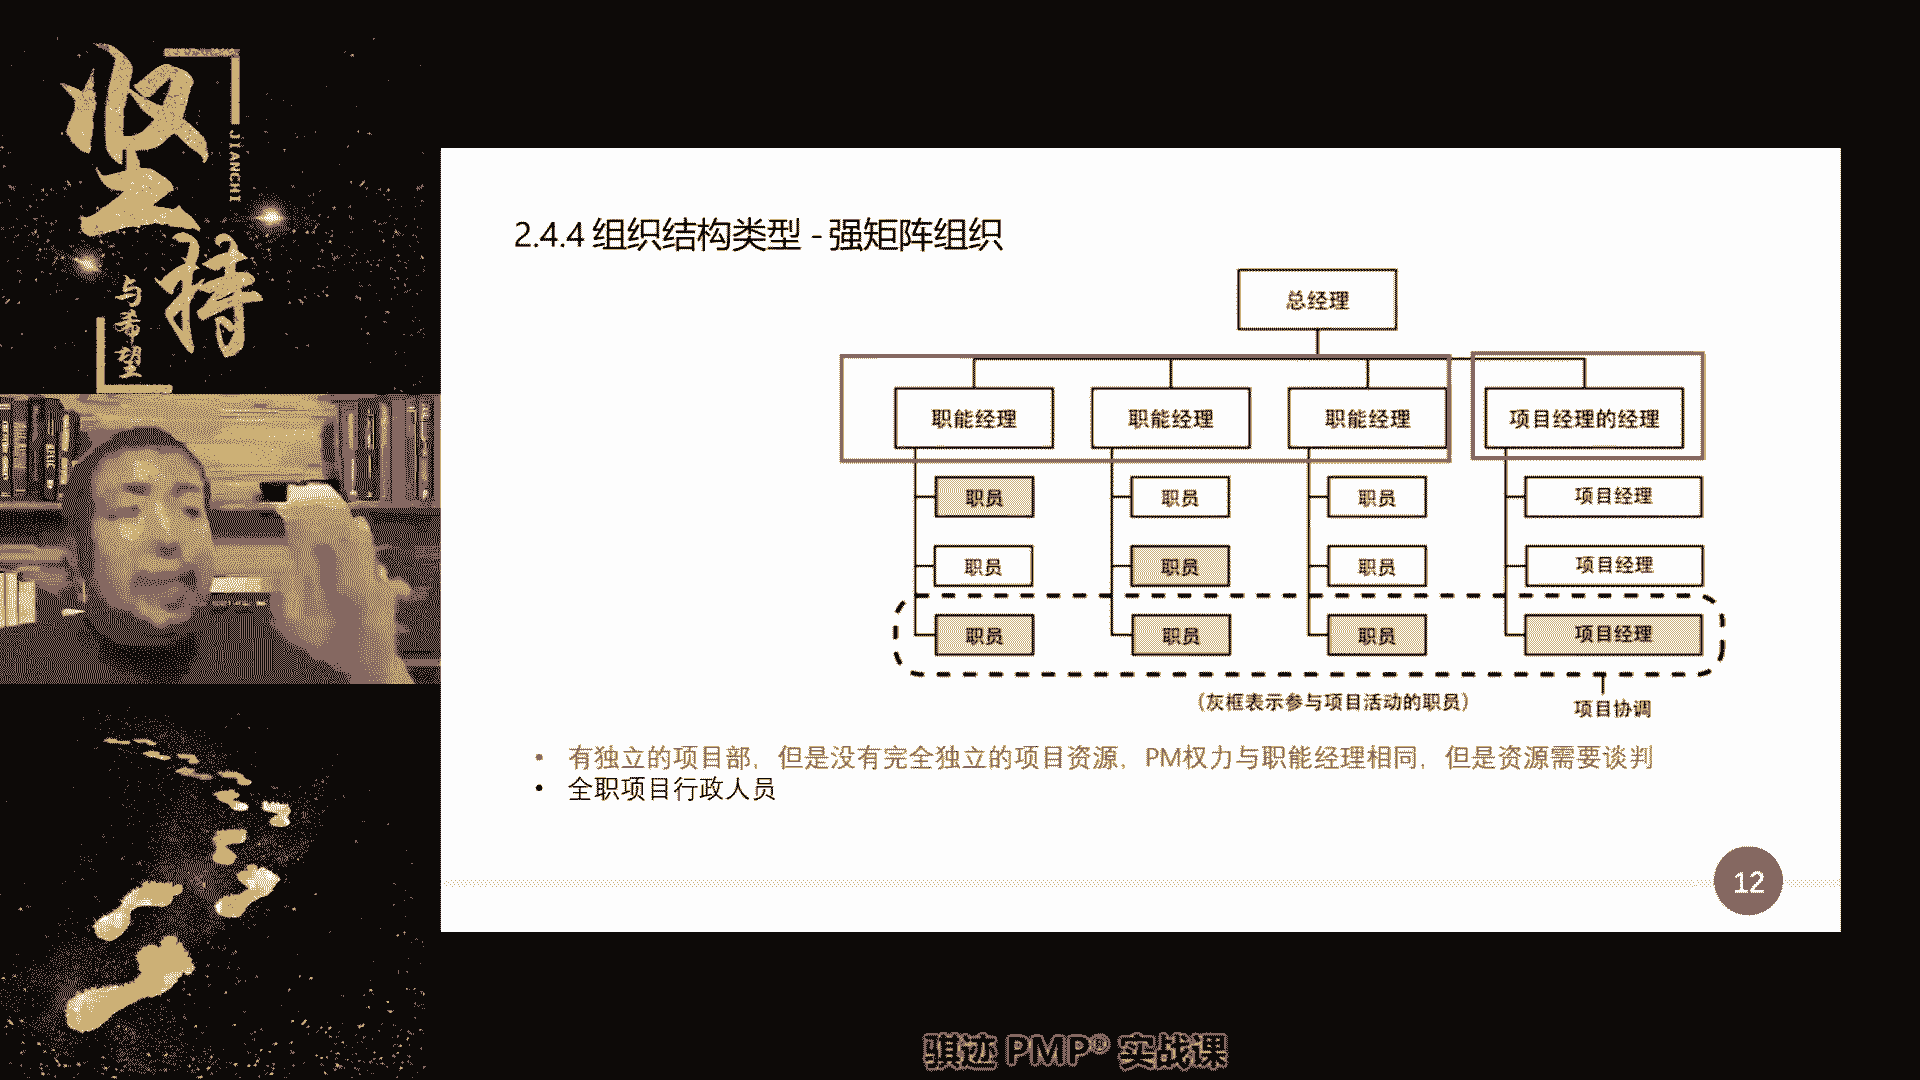 坚持
JIANCHI
与希望
2.4.4 组织结构类型 - 强矩阵组织
总经理
职能经理 职能经理 职能经理 项目经理的经理
职员 职员 职员 项目经理
职员 职员 职员 项目经理
职员 职员 职员 项目经理
（灰框表示参与项目活动的职员）
项目协调
• 有独立的项目部，但是没有完全独立的项目资源，PM权力与职能经理相同，但是资源需要谈判
• 全职项目行政人员
12
骐迹 PMP® 实战课